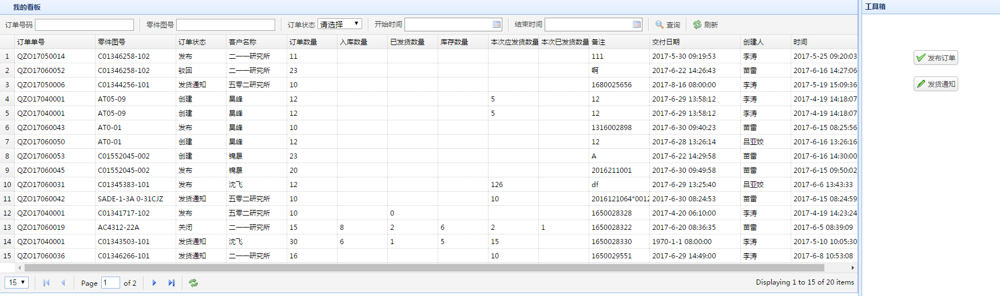 我的看板
工具箱
订单号码 零件图号 订单状态 请选择 开始时间 结束时间 查询 刷新
订单单号 零件图号 订单状态 客户名称 订单数量 入库数量 已发货数量 库存数量 本次应发货数量 本次已发货数量 备注 交付日期 创建人 时间
1 QZO17050014 C01346258-102 发布 二一一研究所 11 111 2017-5-30 09:19:53 李涛 2017-5-25 09:20:03
2 QZO17060052 C01346258-102 驳回 二一一研究所 23 啊 2017-6-22 14:26:43 苗雷 2017-6-16 14:27:06
3 QZO17050006 C01344256-101 发货通知 五零二研究所 10 1680025656 2017-8-16 08:00:00 李涛 2017-5-19 15:09:36
4 QZO17040001 AT05-09 创建 昊峰 12 5 12 2017-6-29 13:58:12 李涛 2017-4-19 14:18:07
5 QZO17040001 AT05-09 创建 昊峰 12 5 12 2017-6-29 13:58:12 李涛 2017-4-19 14:18:07
6 QZO17060043 AT0-01 发布 昊峰 10 1316002898 2017-6-30 09:40:23 苗雷 2017-6-15 08:25:56
7 QZO17060050 AT0-01 创建 昊峰 12 12 2017-6-28 13:26:14 吕亚姣 2017-6-16 13:26:16
8 QZO17060053 C01552045-002 创建 锦晟 23 A 2017-6-22 14:29:58 苗雷 2017-6-16 14:30:00
9 QZO17060045 C01552045-002 发布 锦晟 20 2016211001 2017-6-30 09:49:58 苗雷 2017-6-15 09:50:02
10 QZO17060031 C01345383-101 发布 沈飞 12 126 df 2017-6-29 13:25:40 吕亚姣 2017-6-6 13:43:33
11 QZO17060042 SADE-1-3A 0-31CJZ 发货通知 五零二研究所 10 10 2016121064*0012 2017-6-30 08:24:53 苗雷 2017-6-15 08:24:59
12 QZO17040001 C01341717-102 发布 五零二研究所 10 0 1650028328 2017-4-20 06:10:00 李涛 2017-4-19 14:23:24
13 QZO17060019 AC4312-22A 关闭 二一一研究所 15 8 2 6 2 1 1650028322 2017-6-20 08:36:35 苗雷 2017-6-5 08:39:09
14 QZO17040001 C01343503-101 发货通知 沈飞 30 6 1 5 15 1650028330 1970-1-1 08:00:00 李涛 2017-5-10 10:05:30
15 QZO17060036 C01346266-101 发货通知 二一一研究所 16 10 1650029551 2017-6-29 14:49:00 李涛 2017-6-8 10:53:08
15 Page 1 of 2 Displaying 1 to 15 of 20 items
发布订单
发货通知